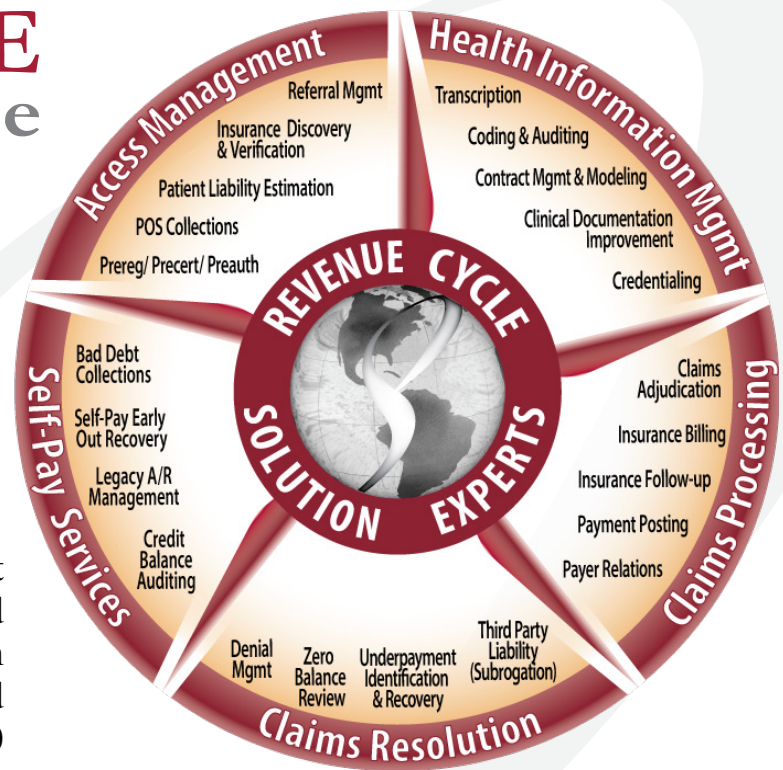 E
e
Access Management
Referral Mgmt
Insurance Discovery
& Verification
Patient Liability Estimation
POS Collections
Prereg/ Precert/ Preauth
Health Information Mgmt
Transcription
Coding & Auditing
Contract Mgmt & Modeling
Clinical Documentation
Improvement
Credentialing
Claims Processing
Claims
Adjudication
Insurance Billing
Insurance Follow-up
Payment Posting
Payer Relations
Claims Resolution
Third Party
Liability
(Subrogation)
Underpayment
Identification
& Recovery
Zero
Balance
Review
Denial
Mgmt
Self-Pay Services
Bad Debt
Collections
Self-Pay Early
Out Recovery
Legacy A/R
Management
Credit
Balance
Auditing
REVENUE CYCLE
SOLUTION EXPERTS
t
d
n
d
)